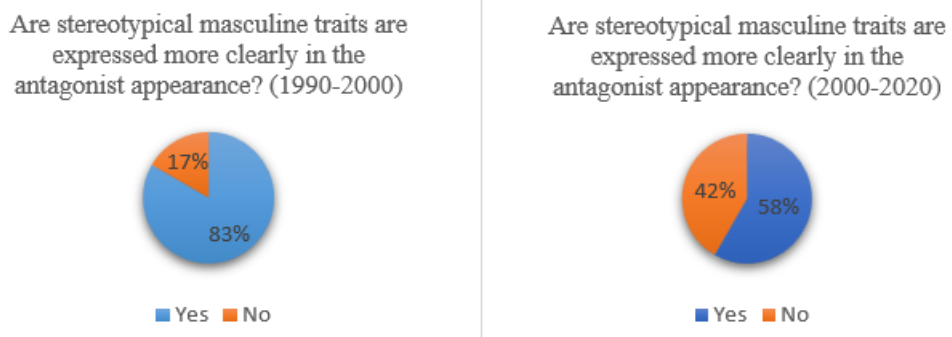 Are stereotypical masculine traits are
expressed more clearly in the
antagonist appearance? (1990-2000)
17%
83%
Yes No
Are stereotypical masculine traits are
expressed more clearly in the
antagonist appearance? (2000-2020)
42%
58%
Yes No